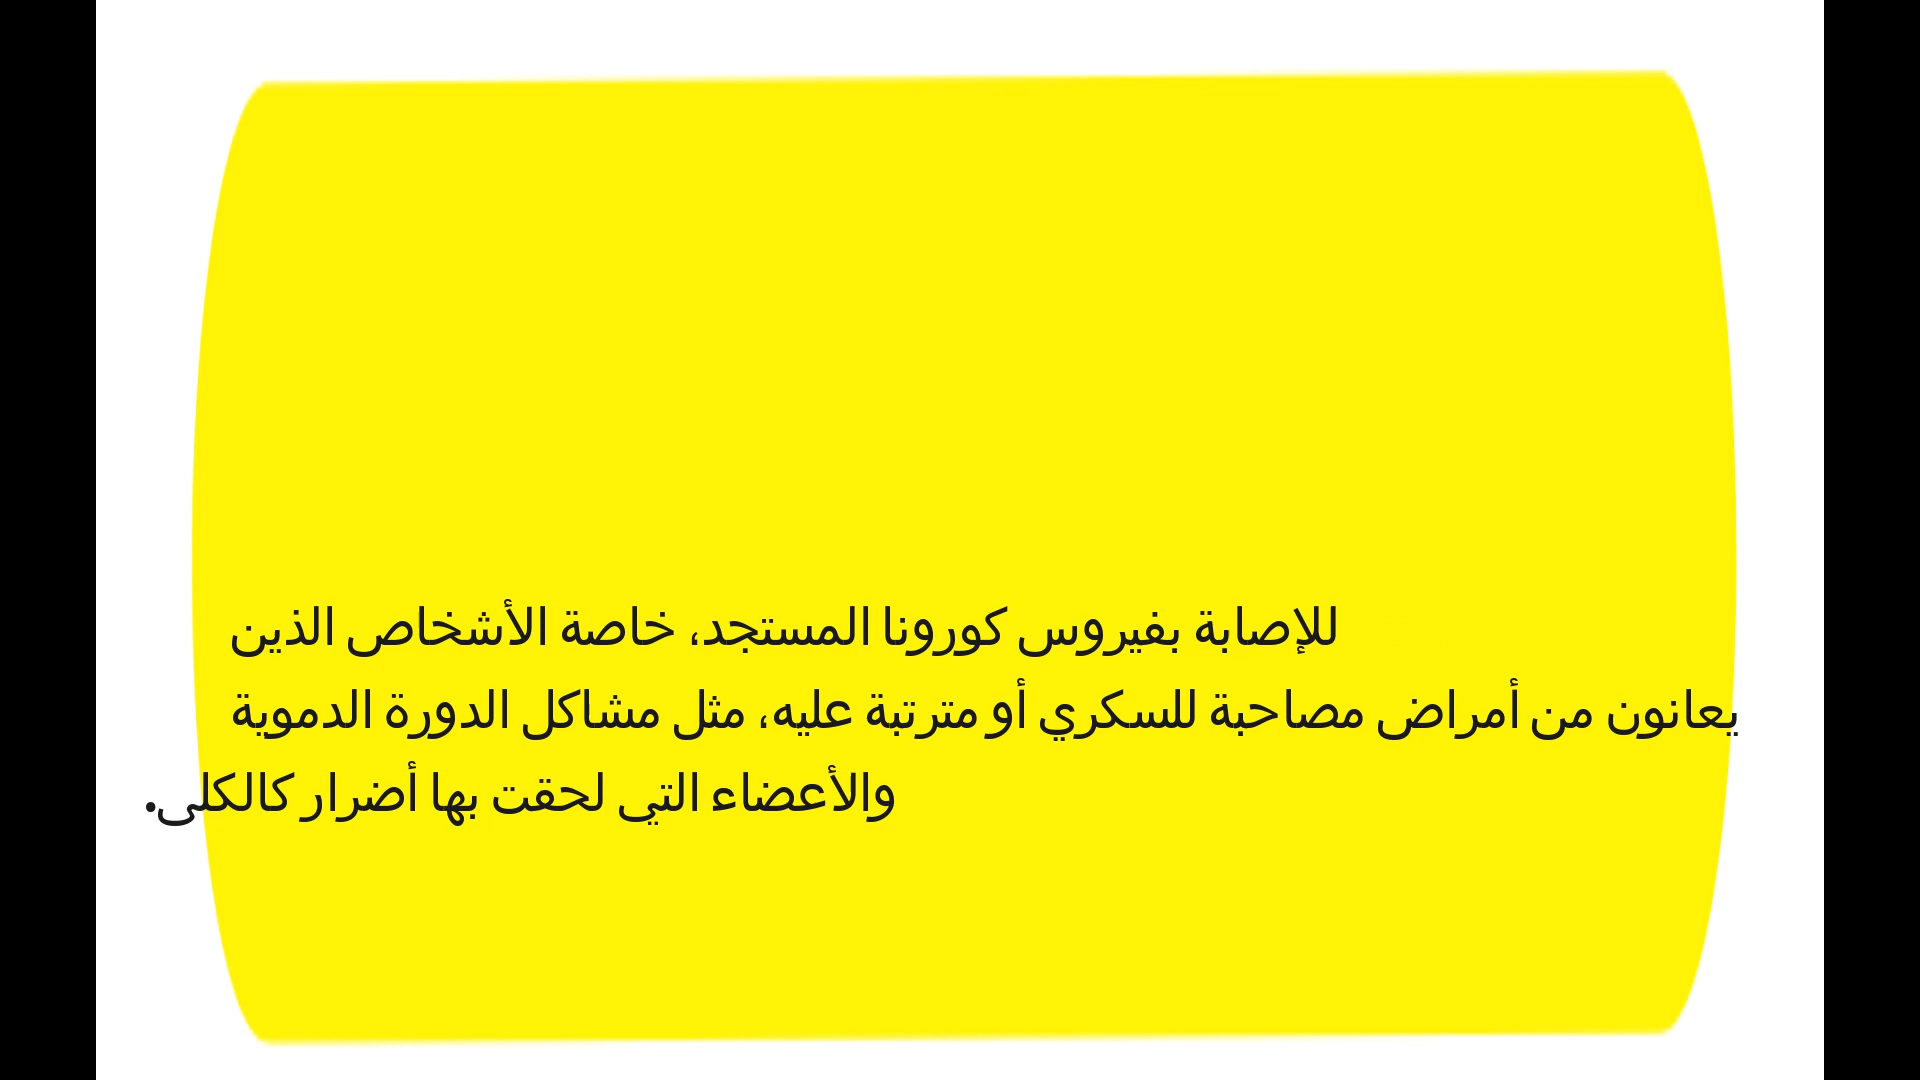 للإصابة بفيروس كورونا المستجد، خاصة الأشخاص الذين
يعانون من أمراض مصاحبة للسكري أو مترتبة عليه، مثل مشاكل الدورة الدموية
والأعضاء التي لحقت بها أضرار كالكلى.